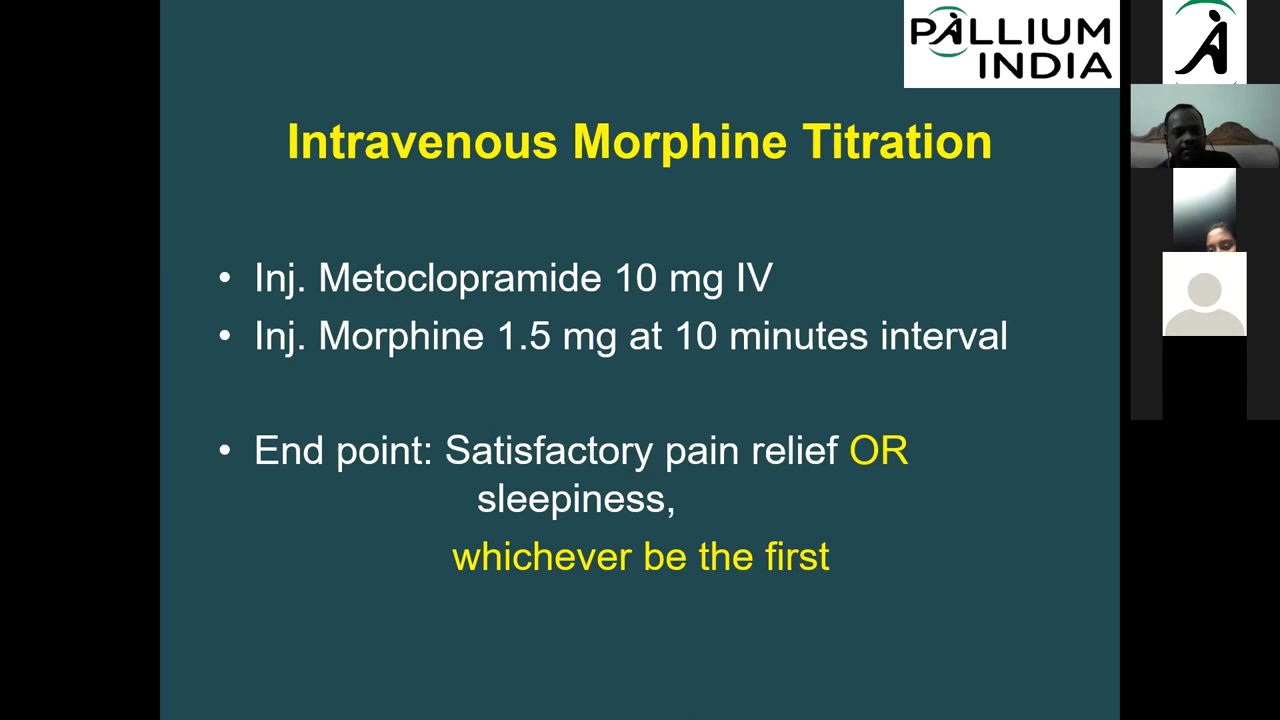 PALLIUM
INDIA
Intravenous Morphine Titration
• Inj. Metoclopramide 10 mg IV
• Inj. Morphine 1.5 mg at 10 minutes interval
• End point: Satisfactory pain relief OR
sleepiness,
whichever be the first